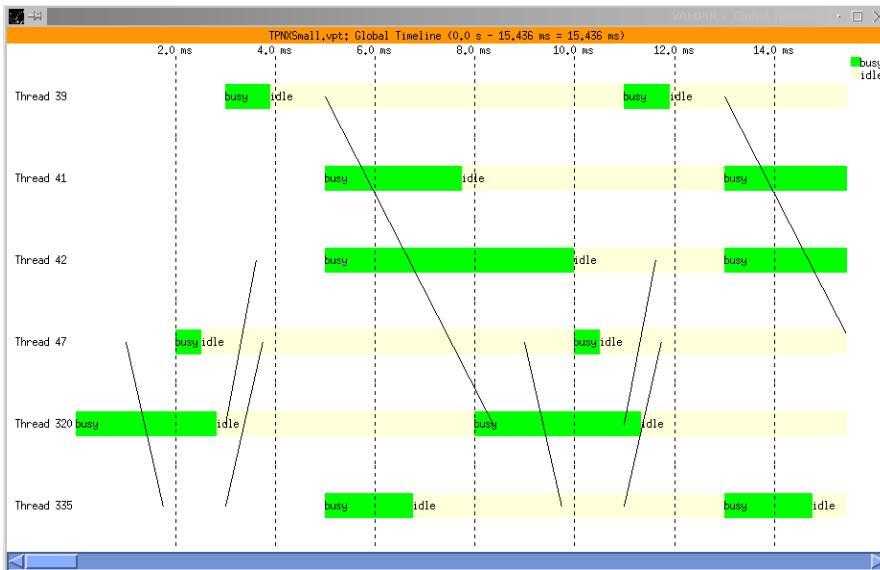 VAMPIR - Global
TPNXSmall.vpt: Global Timeline (0.0 s - 15.436 ms = 15.436 ms)
2.0 ms 4.0 ms 6.0 ms 8.0 ms 10.0 ms 12.0 ms 14.0 ms
busy
idle
Thread 39 busy idle busy idle
Thread 41 busy idle busy
Thread 42 busy idle busy
Thread 47 busy idle busy idle
Thread 320 busy idle busy idle
Thread 335 busy idle busy idle